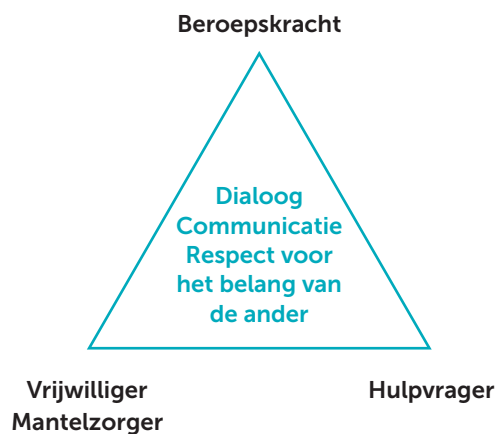 Beroepskracht
Dialoog
Communicatie
Respect voor
het belang van
de ander
Vrijwilliger
Mantelzorger
Hulpvrager